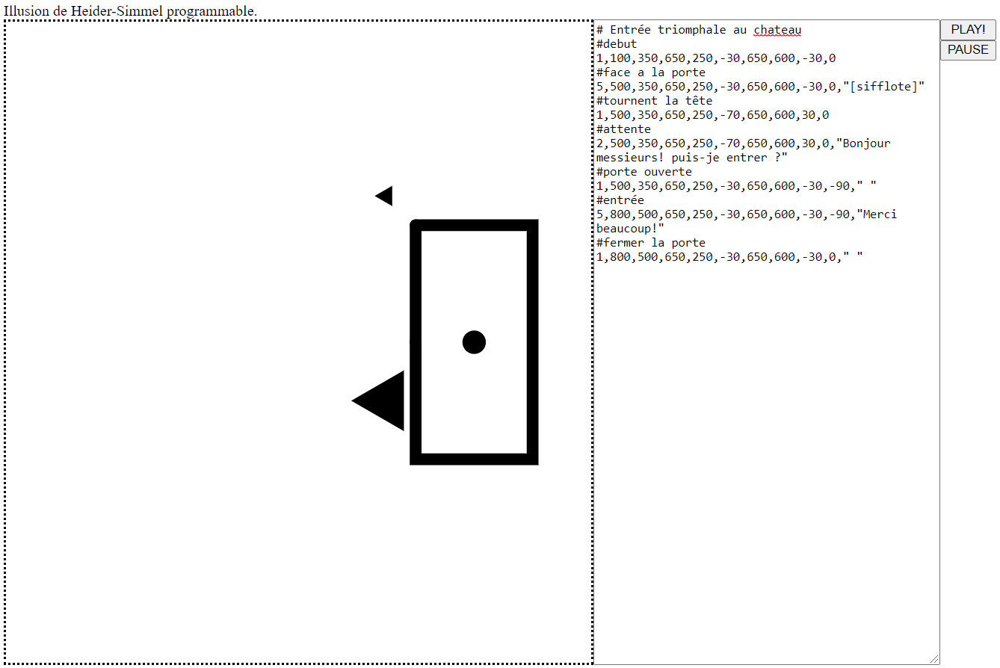 Illusion de Heider-Simmel programmable.
# Entrée triomphale au chateau
#debut
1,100,350,650,250,-30,650,600,-30,0
#face a la porte
5,500,350,650,250,-30,650,600,-30,0,"[sifflote]"
#tournent la tête
1,500,350,650,250,-70,650,600,30,0
#attente
2,500,350,650,250,-70,650,600,30,0,"Bonjour
messieurs! puis-je entrer ?"
#porte ouverte
1,500,350,650,250,-30,650,600,-30,-90," "
#entrée
5,800,500,650,250,-30,650,600,-30,-90,"Merci
beaucoup!"
#fermer la porte
1,800,500,650,250,-30,650,600,-30,0," "
PLAY!
PAUSE